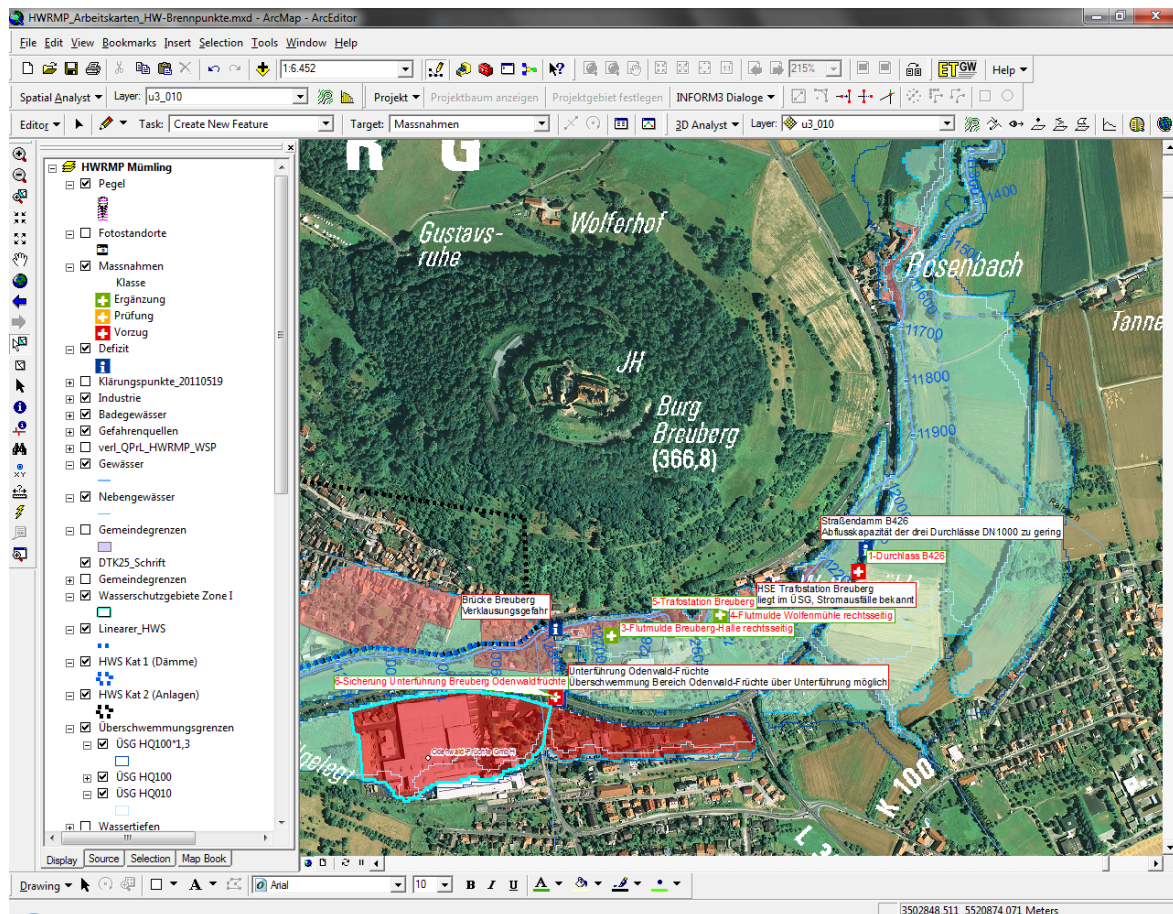 HWRMP_Arbeitskarten_HW-Brennpunkte.mxd - ArcMap - ArcEditor
File Edit View Bookmarks Insert Selection Tools Window Help
1:6.452
215%
ET GW
Help
Spatial Analyst
Layer: u3_010
Projekt
Projektbaum anzeigen
Projektgebiet festlegen
INFORM3 Dialoge
Editor
Task: Create New Feature
Target: Massnahmen
3D Analyst
Layer: u3_010
HWRMP Mümling
Pegel
Fotostandorte
Massnahmen
Klasse
Ergänzung
Prüfung
Vorzug
Defizit
Klärungspunkte_20110519
Industrie
Badegewässer
Gefahrenquellen
verl_QPrL_HWRMP_WSP
Gewässer
Nebengewässer
Gemeindegrenzen
DTK25_Schrift
Gemeindegrenzen
Wasserschutzgebiete Zone I
Linearer_HWS
HWS Kat 1 (Dämme)
HWS Kat 2 (Anlagen)
Überschwemmungsgrenzen
ÜSG HQ100*1,3
ÜSG HQ100
ÜSG HQ010
Wassertiefen
Display Source Selection Map Book
R G
Gustavs-
ruhe
Wolferhof
Rosenbach
Tanne
JH
Burg
Breuberg
(366,8)
11400
11500
11600
11700
11800
11900
Straßendamm B426
Abflusskapazität der drei Durchlässe DN1000 zu gering
1-Durchlass B426
HSE Trafostation Breuberg
liegt im ÜSG, Stromausfälle bekannt
5-Trafostation Breuberg
4-Flutmulde Wolfenmühle rechtsseitig
Brücke Breuberg
Verklausungsgefahr
3-Flutmulde Breuberg-Halle rechtsseitig
Unterführung Odenwald-Früchte
Überschwemmung Bereich Odenwald-Früchte über Unterführung möglich
6-Sicherung Unterführung Breuberg Odenwaldfrüchte
Odenwald-Früchte GmbH
K 100
L 3
Drawing
Arial
10
B I U
A
3502848,511 5520874,071 Meters